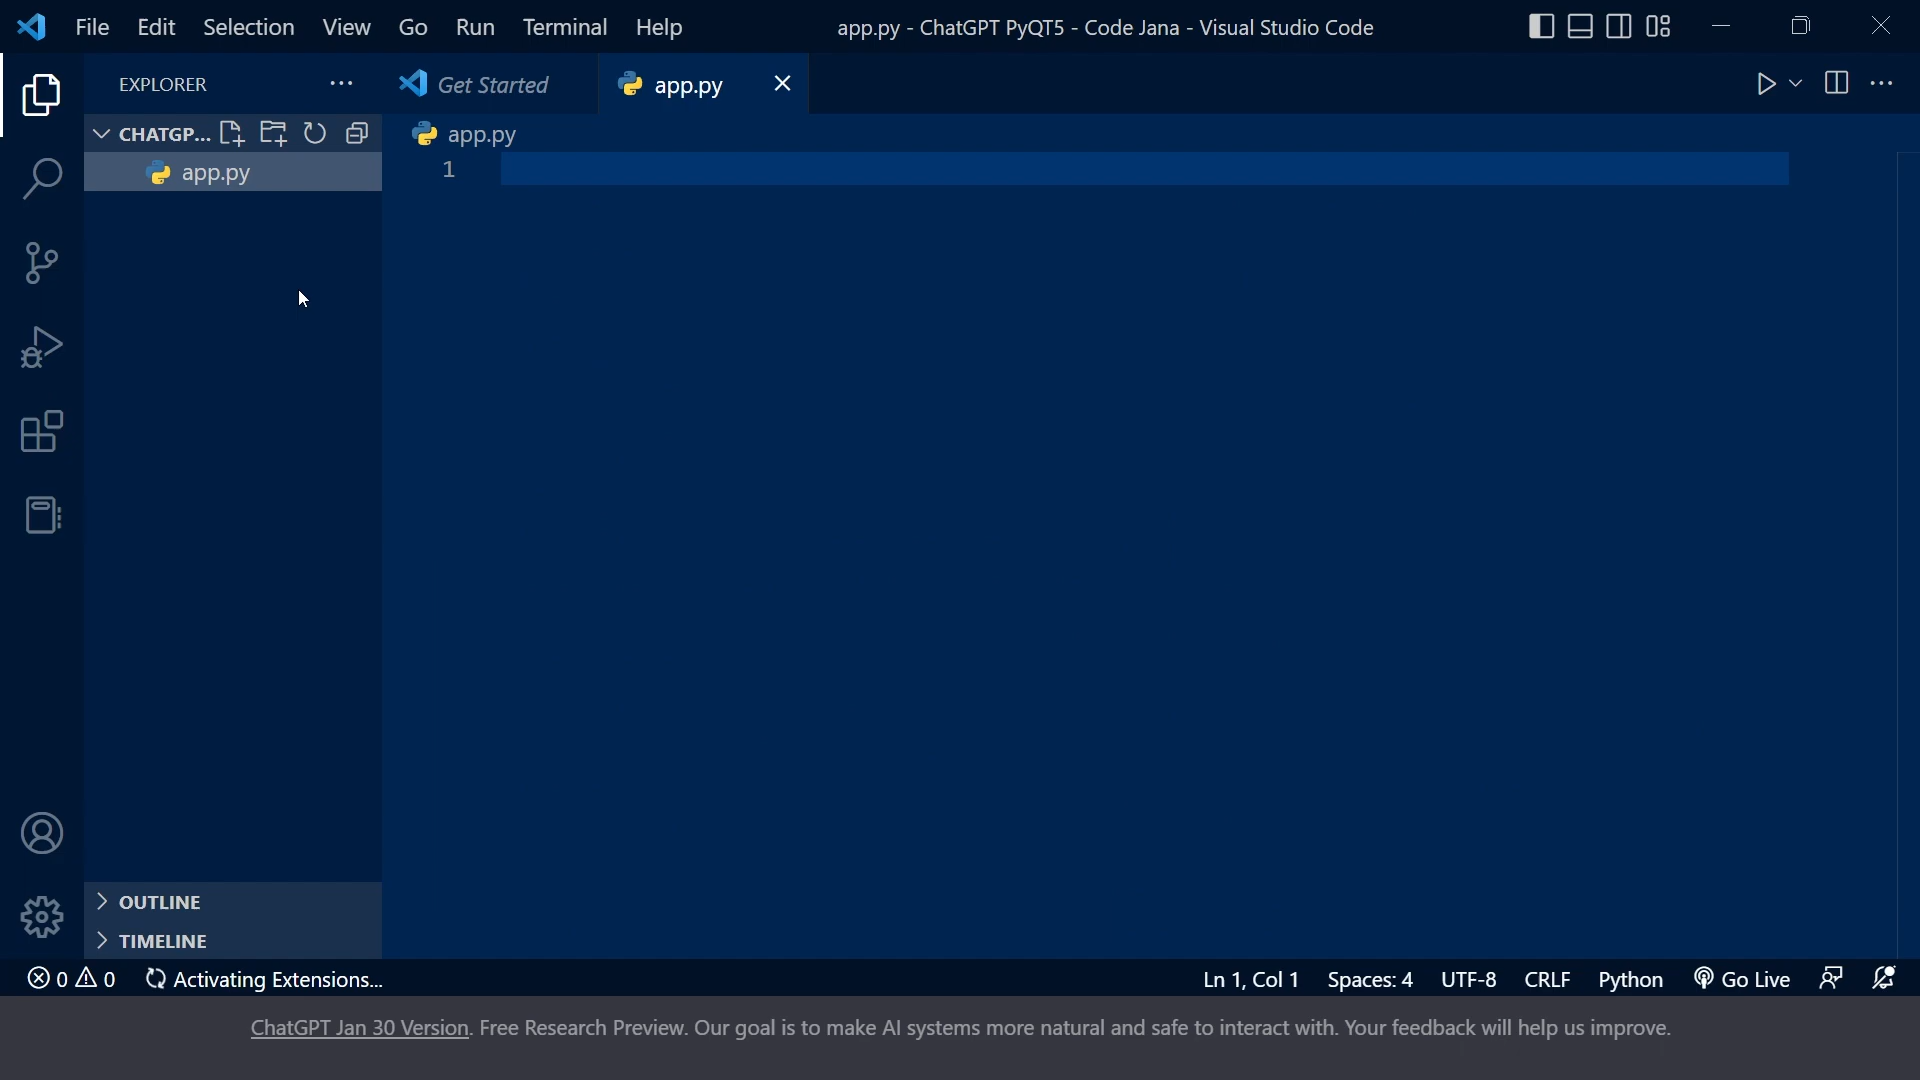 File Edit Selection View Go Run Terminal Help app.py - ChatGPT PyQT5 - Code Jana - Visual Studio Code
EXPLORER ... Get Started app.py
CHATGP... app.py
1
app.py
OUTLINE
TIMELINE
0 0 Activating Extensions... Ln 1, Col 1 Spaces: 4 UTF-8 CRLF Python Go Live
ChatGPT Jan 30 Version. Free Research Preview. Our goal is to make AI systems more natural and safe to interact with. Your feedback will help us improve.